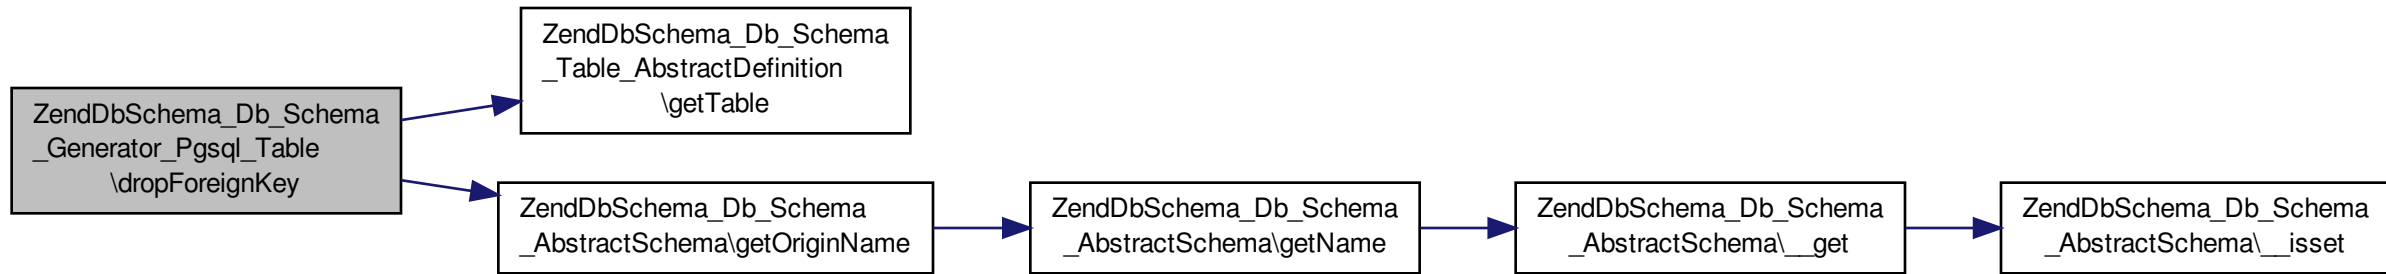 ZendDbSchema_Db_Schema
_Generator_Pgsql_Table
\dropForeignKey
ZendDbSchema_Db_Schema
_Table_AbstractDefinition
\getTable
ZendDbSchema_Db_Schema
_AbstractSchema\getOriginName
ZendDbSchema_Db_Schema
_AbstractSchema\getName
ZendDbSchema_Db_Schema
_AbstractSchema\__get
ZendDbSchema_Db_Schema
_AbstractSchema\__isset